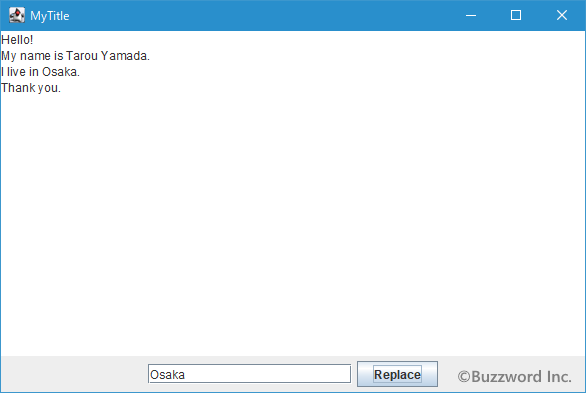 MyTitle
Hello!
My name is Tarou Yamada.
I live in Osaka.
Thank you.
Osaka
Replace
©Buzzword Inc.